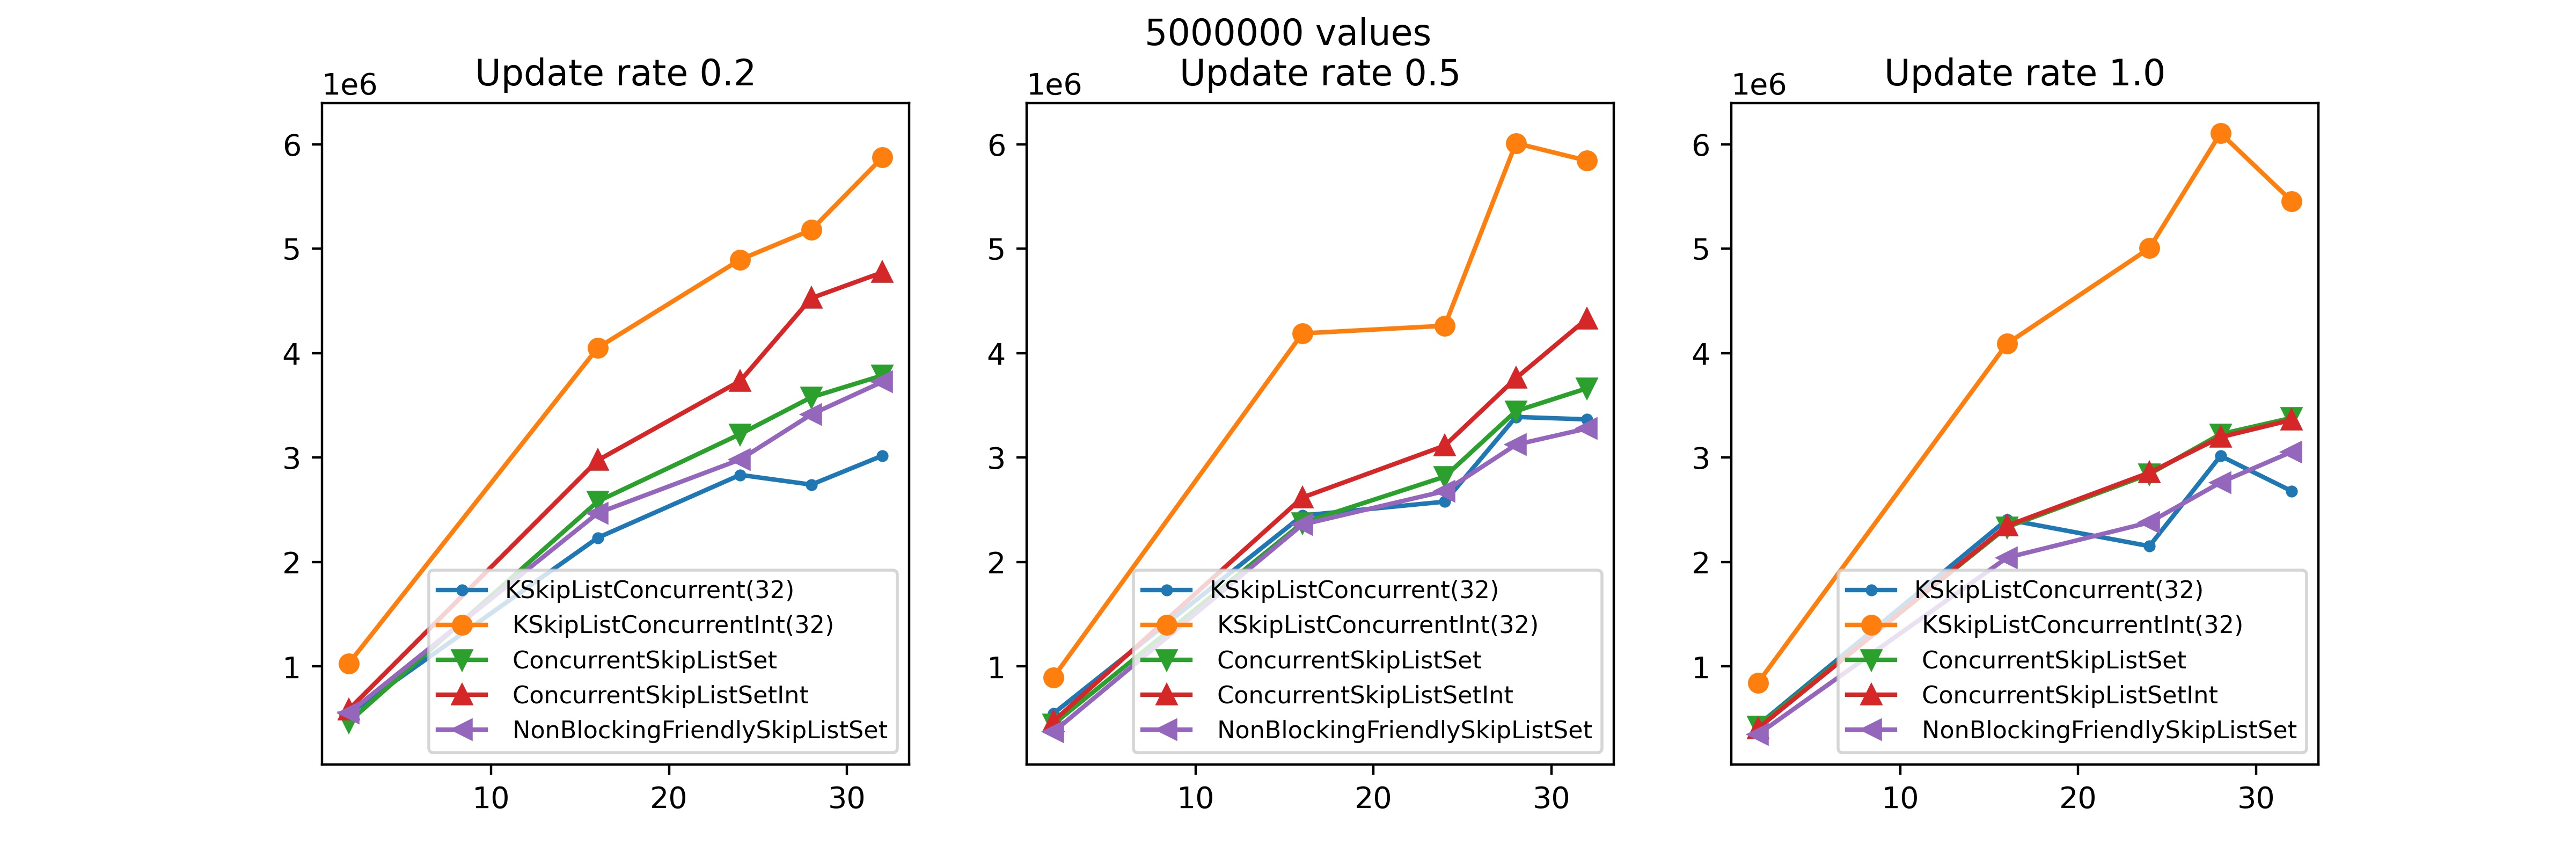 5000000 values
1e6
Update rate 0.2
6
5
4
3
2
1
10
20
30
KSkipListConcurrent(32)
KSkipListConcurrentInt(32)
ConcurrentSkipListSet
ConcurrentSkipListSetInt
NonBlockingFriendlySkipListSet
1e6
Update rate 0.5
6
5
4
3
2
1
10
20
30
KSkipListConcurrent(32)
KSkipListConcurrentInt(32)
ConcurrentSkipListSet
ConcurrentSkipListSetInt
NonBlockingFriendlySkipListSet
1e6
Update rate 1.0
6
5
4
3
2
1
10
20
30
KSkipListConcurrent(32)
KSkipListConcurrentInt(32)
ConcurrentSkipListSet
ConcurrentSkipListSetInt
NonBlockingFriendlySkipListSet